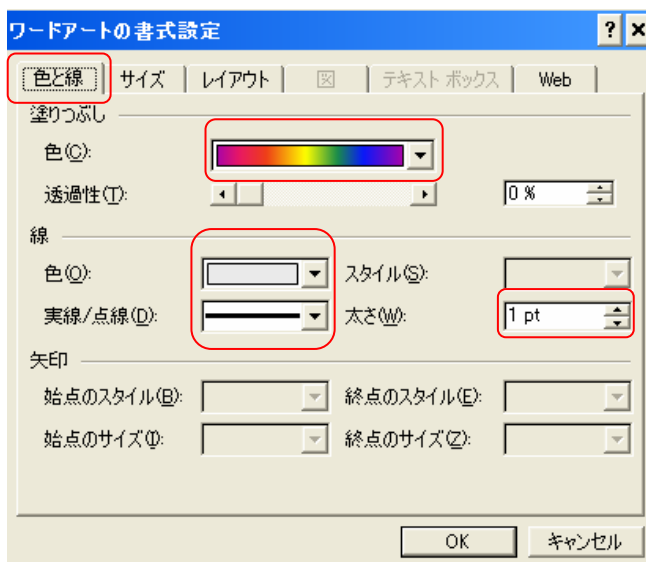 ワードアートの書式設定
色と線 サイズ レイアウト 図 テキスト ボックス Web
塗りつぶし
色(C):
透過性(T): 0 %
線
色(O): スタイル(S):
実線/点線(D): 太さ(W): 1 pt
矢印
始点のスタイル(B): 終点のスタイル(E):
始点のサイズ(I): 終点のサイズ(Z):
OK キャンセル